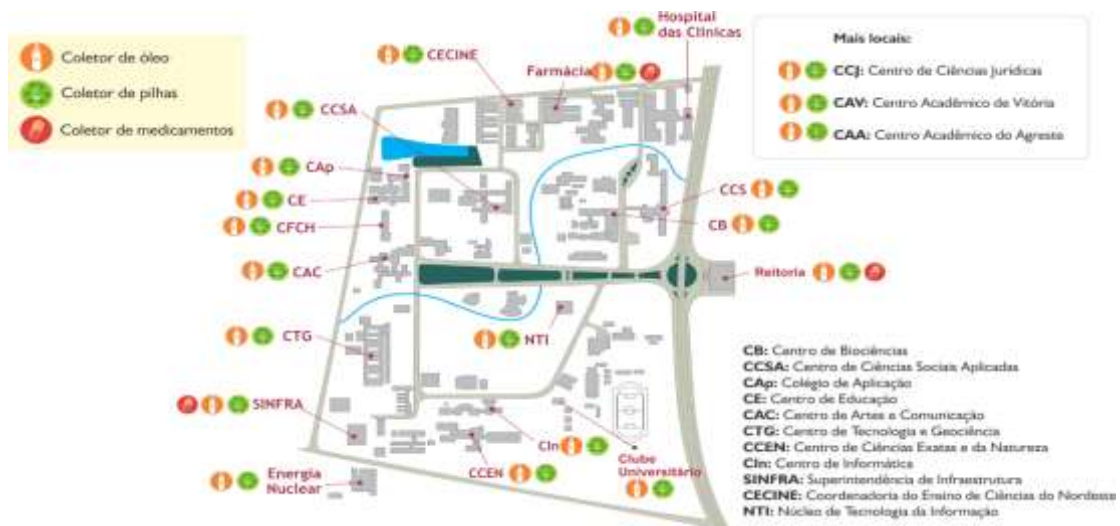 Coletor de óleo
Coletor de pilhas
Coletor de medicamentos
Hospital
das Clínicas
CECINE
Farmácia
CCSA
CAp
CE
CFCH
CAC
CTG
SINFRA
Energia
Nuclear
CCS
CB
Reitoria
NTI
CIn
CCEN
Clube
Universitário
Mais locais:
CCJ: Centro de Ciências Jurídicas
CAV: Centro Acadêmico de Vitória
CAA: Centro Acadêmico do Agreste
CB: Centro de Biociências
CCSA: Centro de Ciências Sociais Aplicadas
CAp: Colégio de Aplicação
CE: Centro de Educação
CAC: Centro de Artes e Comunicação
CTG: Centro de Tecnologia e Geociência
CCEN: Centro de Ciências Exatas e da Natureza
CIn: Centro de Informática
SINFRA: Superintendência de Infraestrutura
CECINE: Coordenadoria do Ensino de Ciências do Nordeste
NTI: Núcleo de Tecnologia da Informação